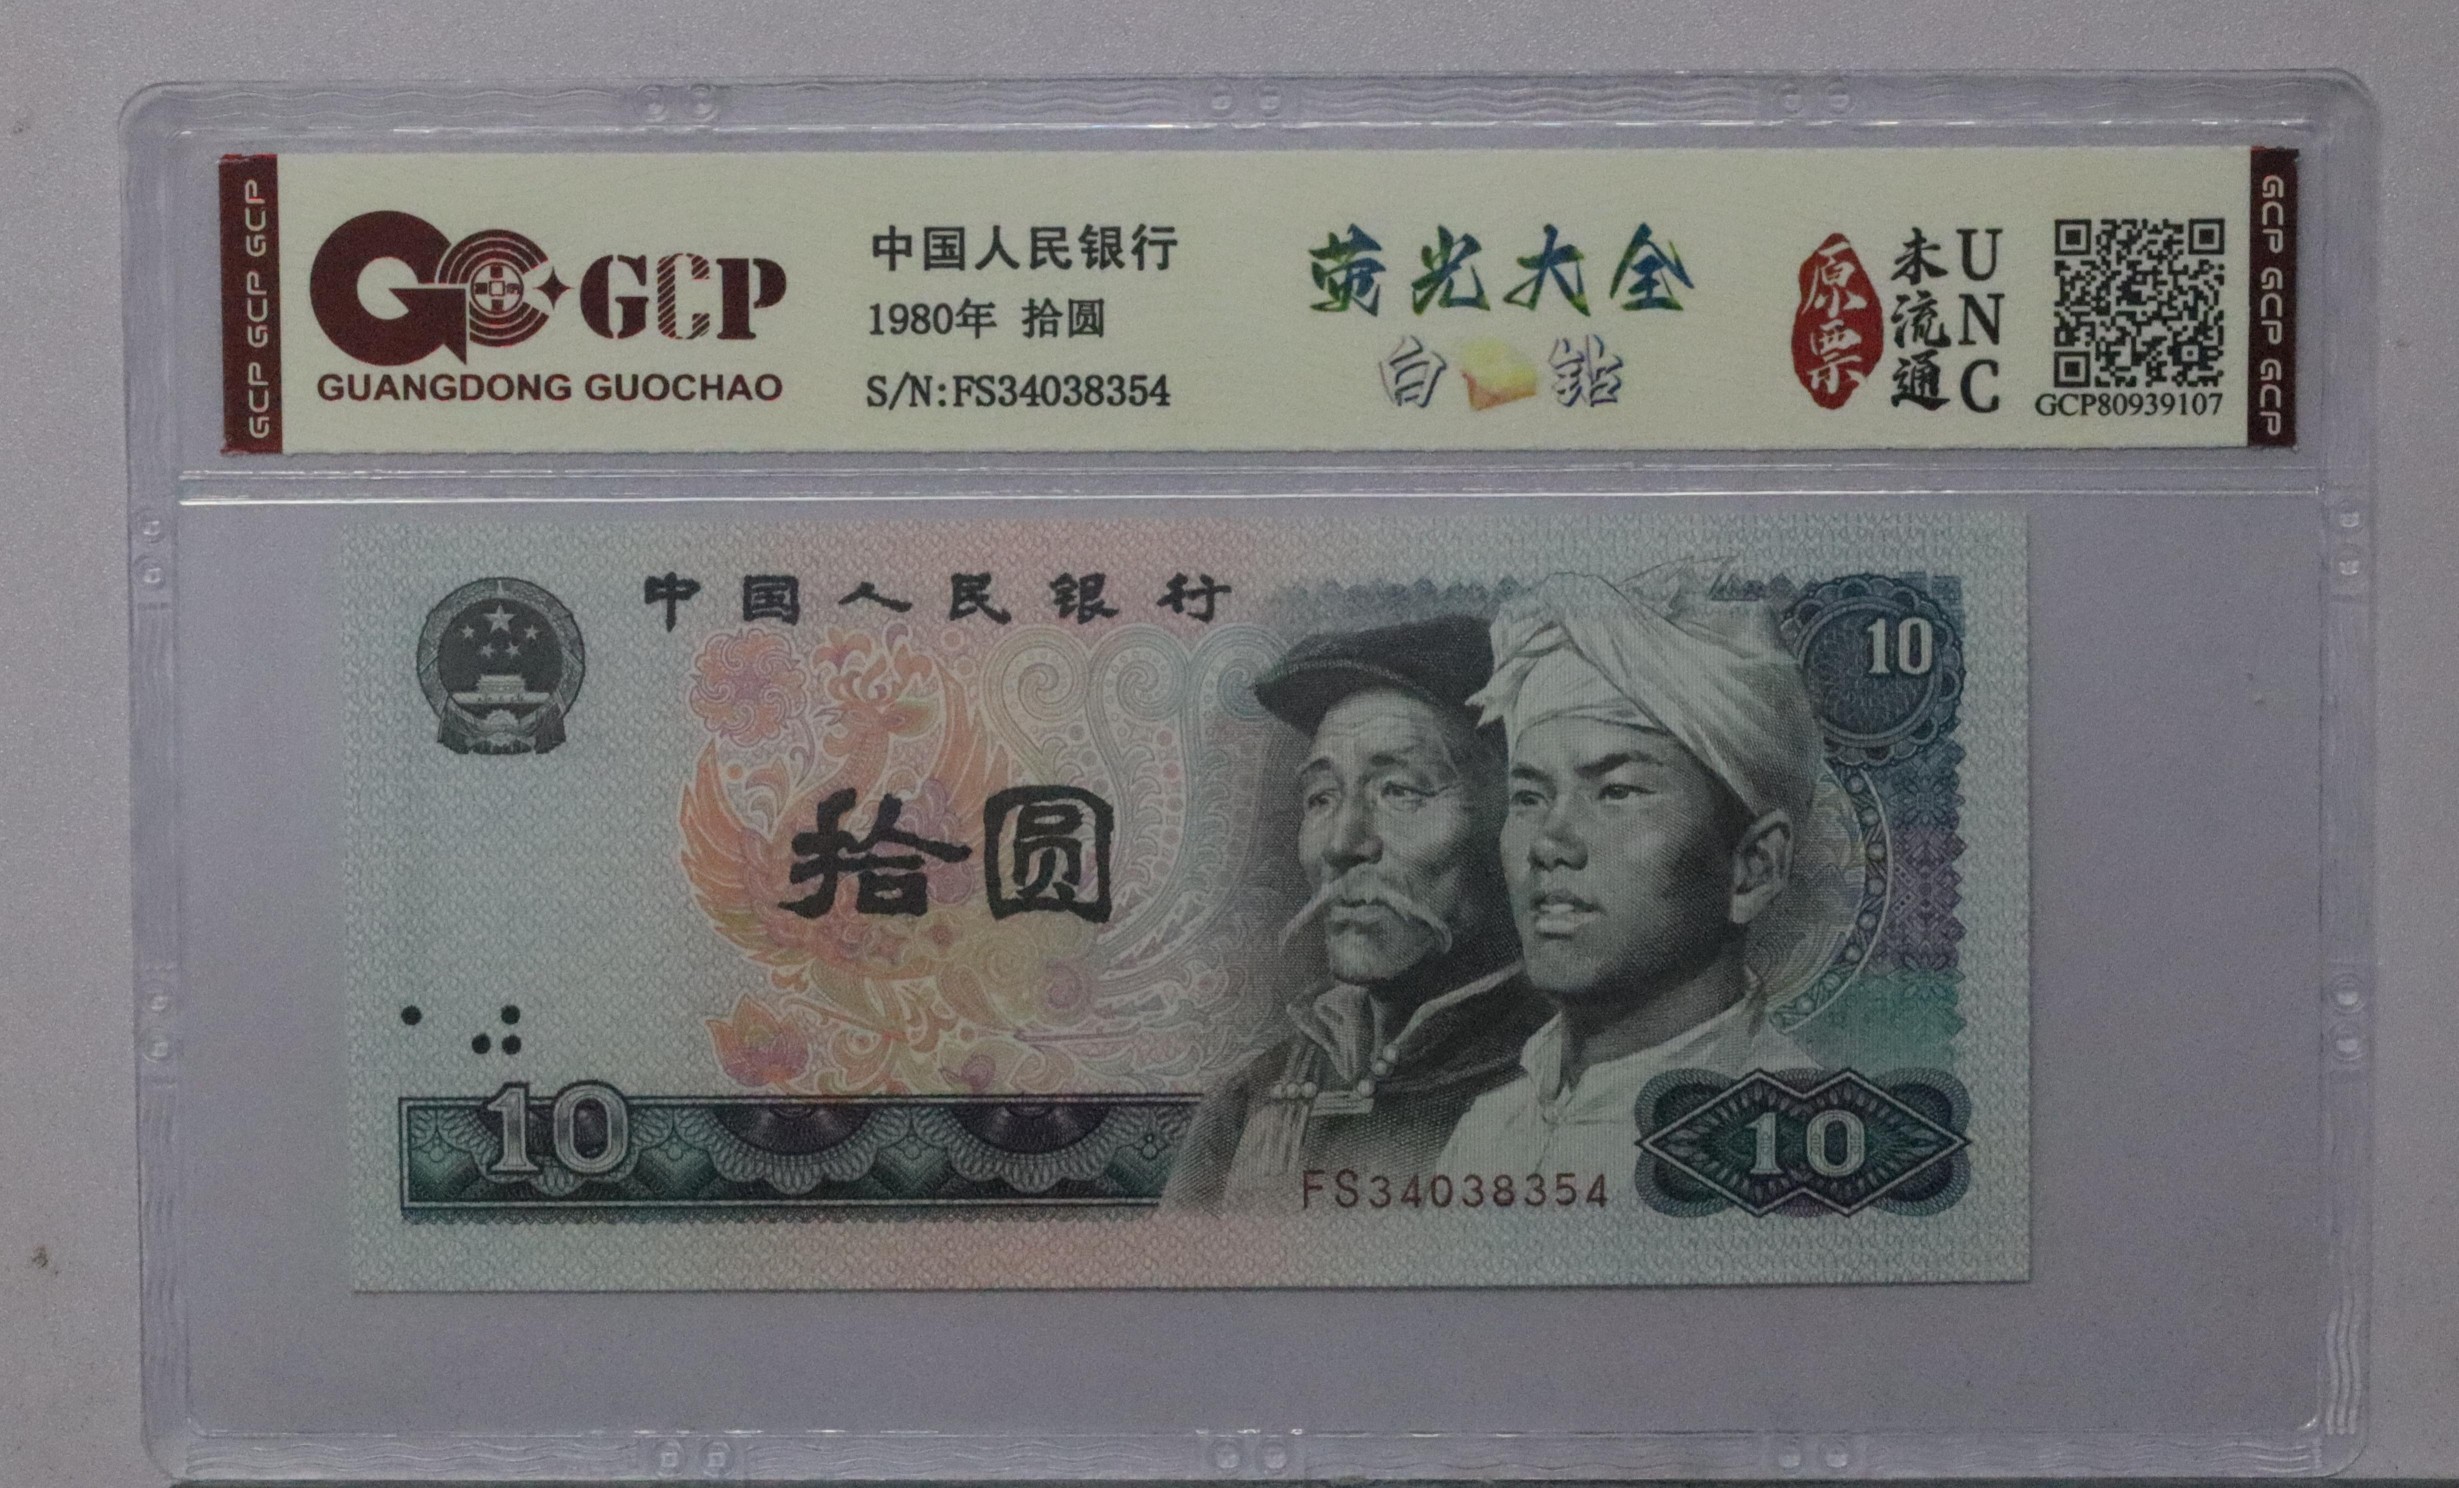 GCP GCP GCP
GCP
GUANGDONG GUOCHAO
中国人民银行
1980年 拾圆
S/N:FS34038354
荧光大全
白钻
原票
未流通
UNC
GCP80939107
GCP GCP GCP
中国人民银行
10
拾圆
10
FS34038354
10